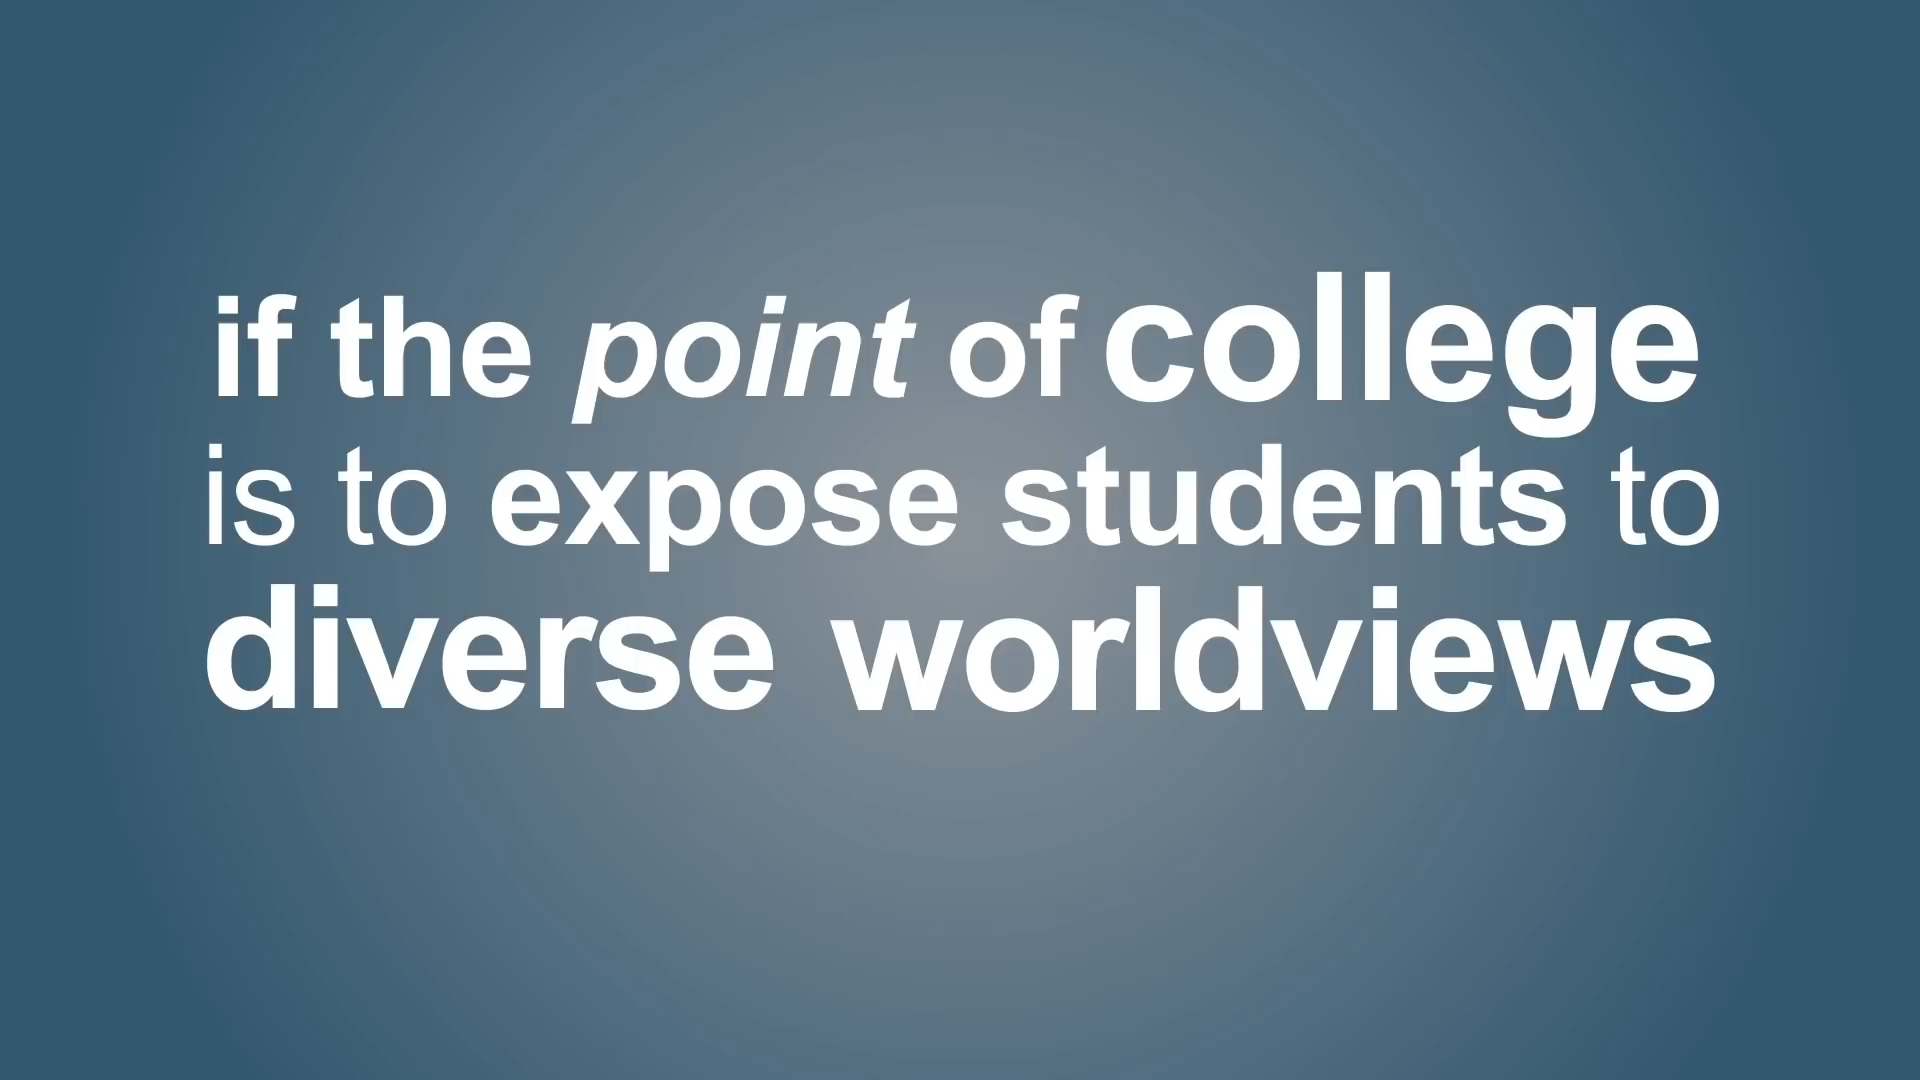 if the point of college
is to expose students to
diverse worldviews